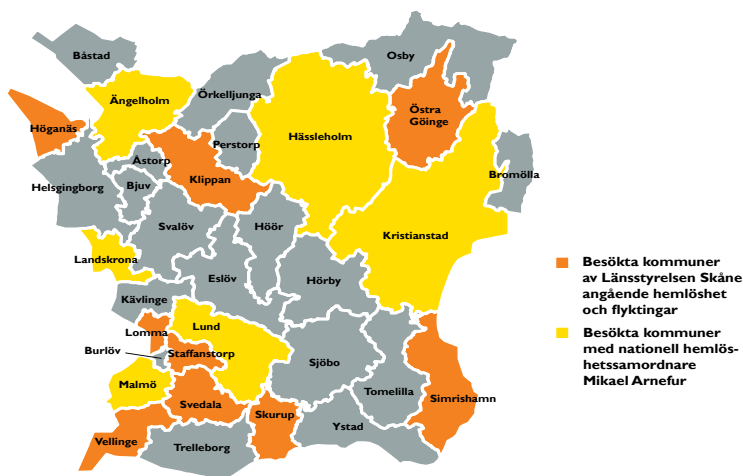 Båstad
Osby
Ängelholm
Örkelljunga
Höganäs
Östra
Göinge
Hässleholm
Perstorp
Åstorp
Klippan
Bromölla
Helsgingborg
Bjuv
Svalöv
Höör
Kristianstad
Landskrona
Eslöv
Hörby
Kävlinge
Lund
Lomma
Burlöv
Staffanstorp
Sjöbo
Malmö
Tomelilla
Svedala
Simrishamn
Skurup
Ystad
Vellinge
Trelleborg
Besökta kommuner
av Länsstyrelsen Skåne
angående hemlöshet
och flyktingar
Besökta kommuner
med nationell hemlös-
hetssamordnare
Mikael Arnefur